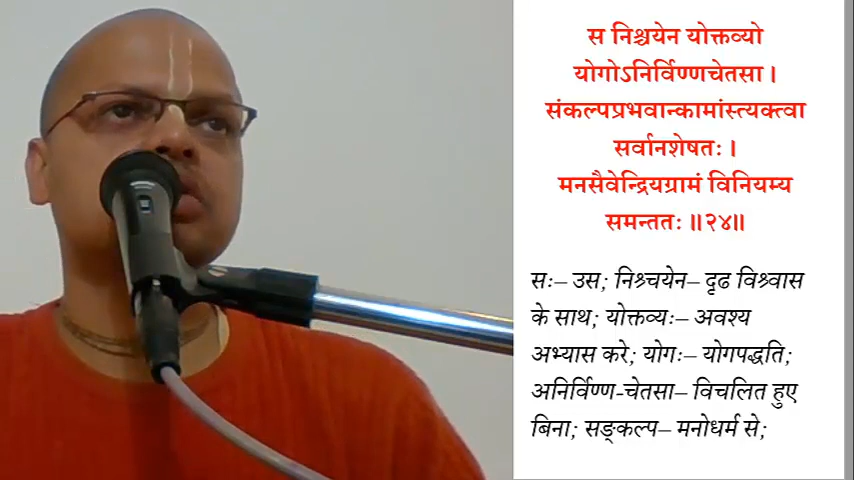 स निश्चयेन योक्तव्यो
योगोऽनिर्विण्णचेतसा ।
संकल्पप्रभवान्कामांस्त्यक्त्वा
सर्वानशेषतः ।
मनसैवेन्द्रियग्रामं विनियम्य
समन्ततः ॥२४॥
सः– उस; निश्र्चयेन– दृढ विश्र्वास
के साथ; योक्तव्यः– अवश्य
अभ्यास करे; योगः– योगपद्धति;
अनिर्विण्ण-चेतसा– विचलित हुए
बिना; सङ्कल्प– मनोधर्म से;